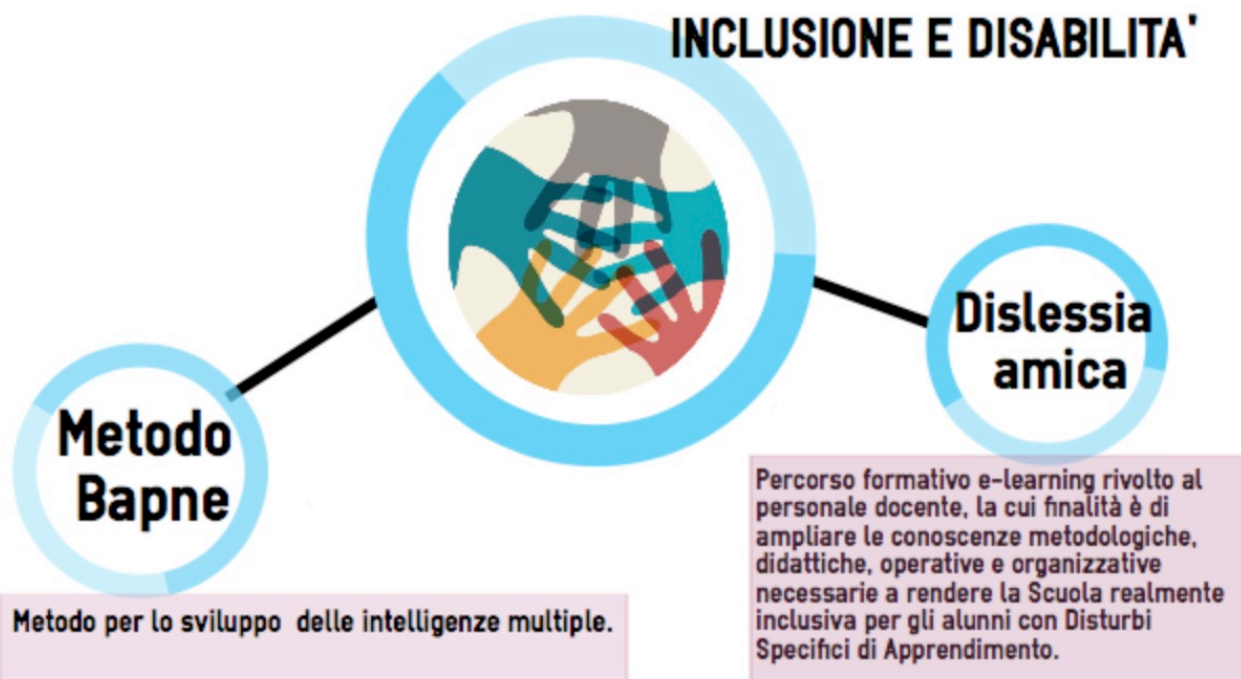 INCLUSIONE E DISABILITA'
Metodo
Bapne
Metodo per lo sviluppo delle intelligenze multiple.
Dislessia
amica
Percorso formativo e-learning rivolto al
personale docente, la cui finalità è di
ampliare le conoscenze metodologiche,
didattiche, operative e organizzative
necessarie a rendere la Scuola realmente
inclusiva per gli alunni con Disturbi
Specifici di Apprendimento.